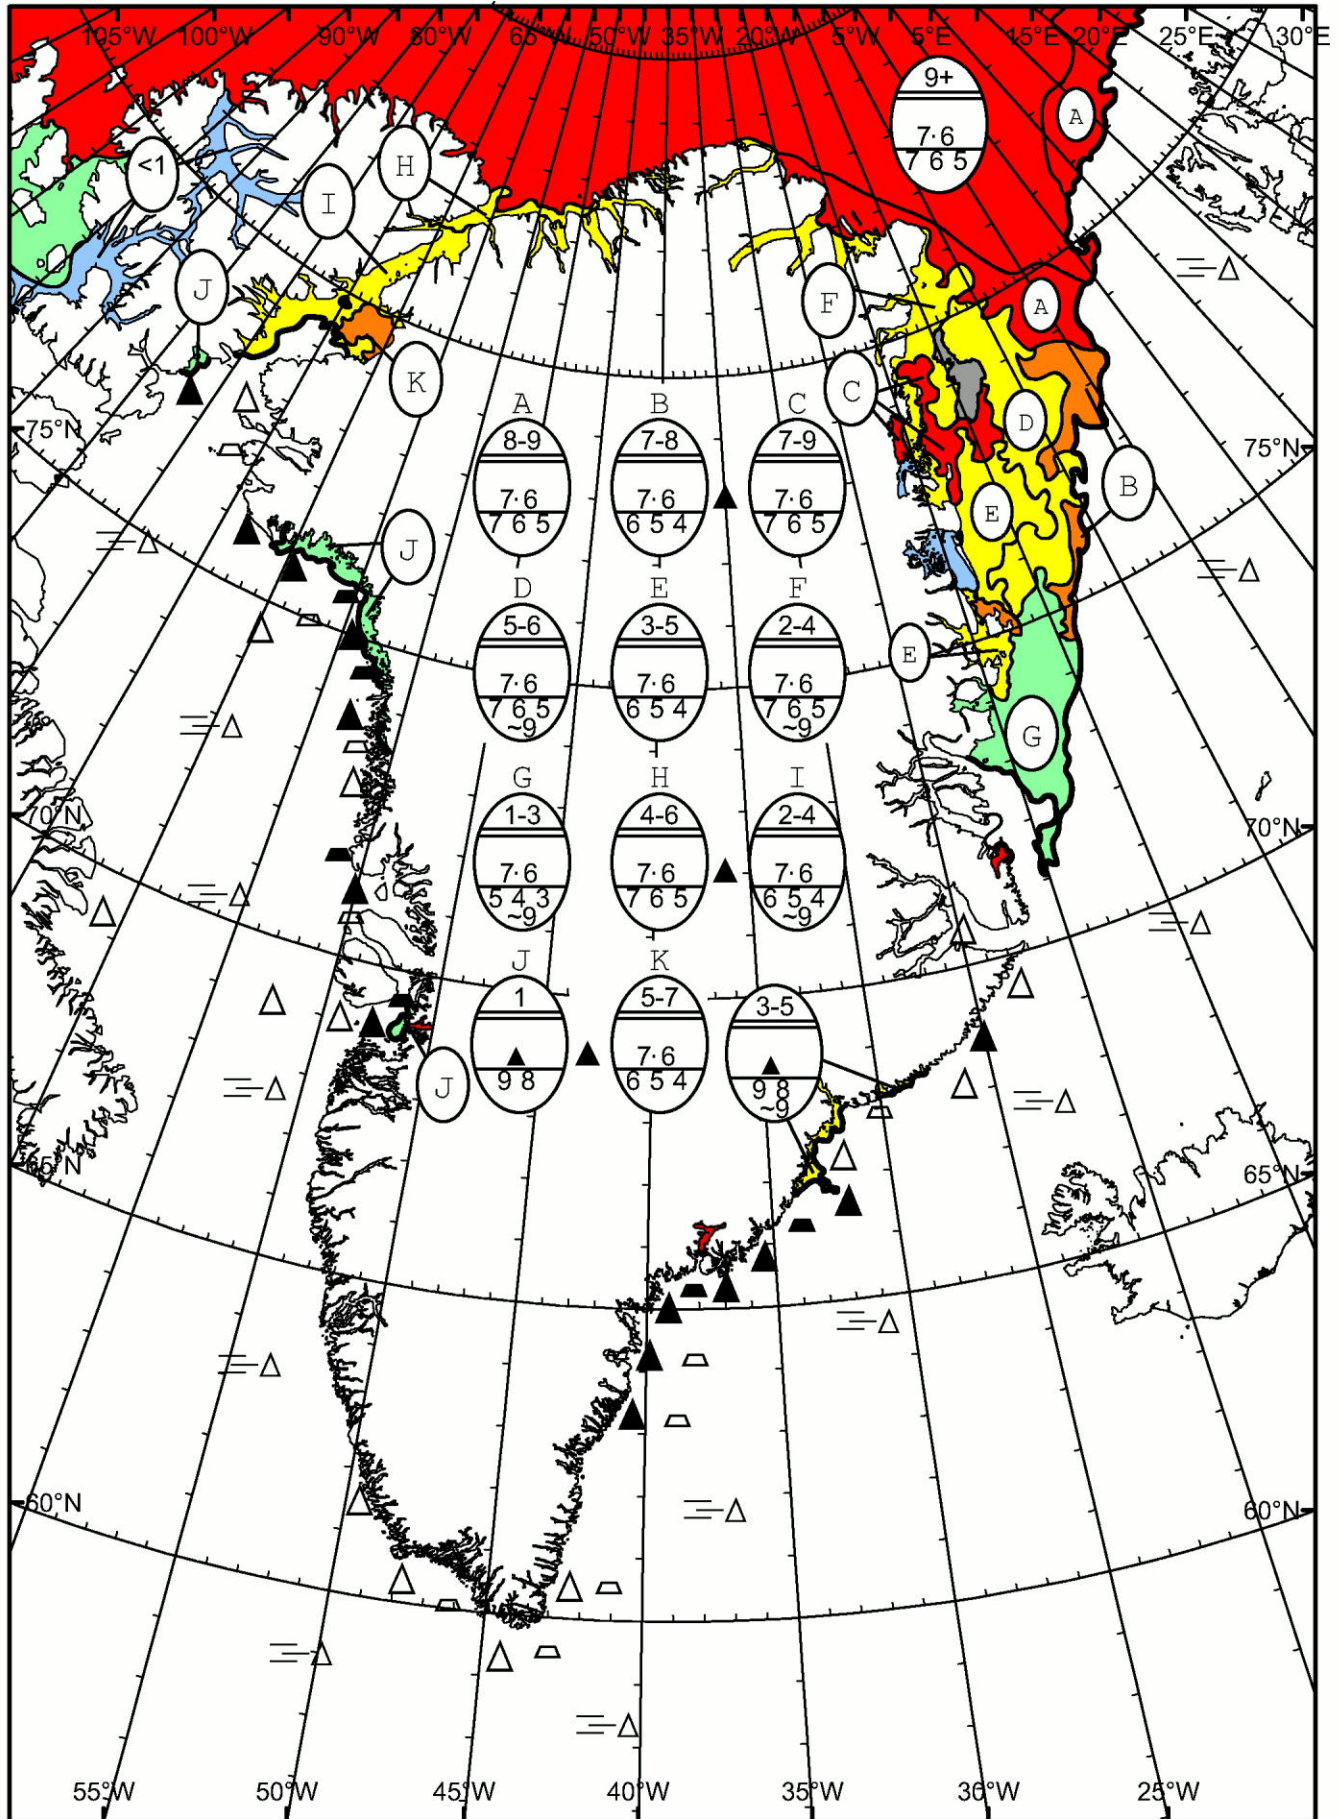 105°W 100°W 90°W 80°W 65°W 50°W 35°W 20°W 5°W 5°E 15°E 20°E 25°E 30°E
9+
7·6
7 6 5
A
<1
H
I
J
F
A
K
C
D
75°N
75°N
B
E
J
E
G
A B C
8-9 7-8 7-9
7·6 7·6 7·6
7 6 5 6 5 4 7 6 5
D E F
5-6 3-5 2-4
7·6 7·6 7·6
7 6 5 6 5 4 7 6 5
~9 ~9
G H I
1-3 4-6 2-4
7·6 7·6 7·6
5 4 3 7 6 5 6 5 4
~9 ~9
J K
1 5-7 3-5
▲ 7·6 ▲
9 8 6 5 4 9 8
~9
70°N
70°N
J
65°N
65°N
60°N
60°N
55°W 50°W 45°W 40°W 35°W 30°W 25°W